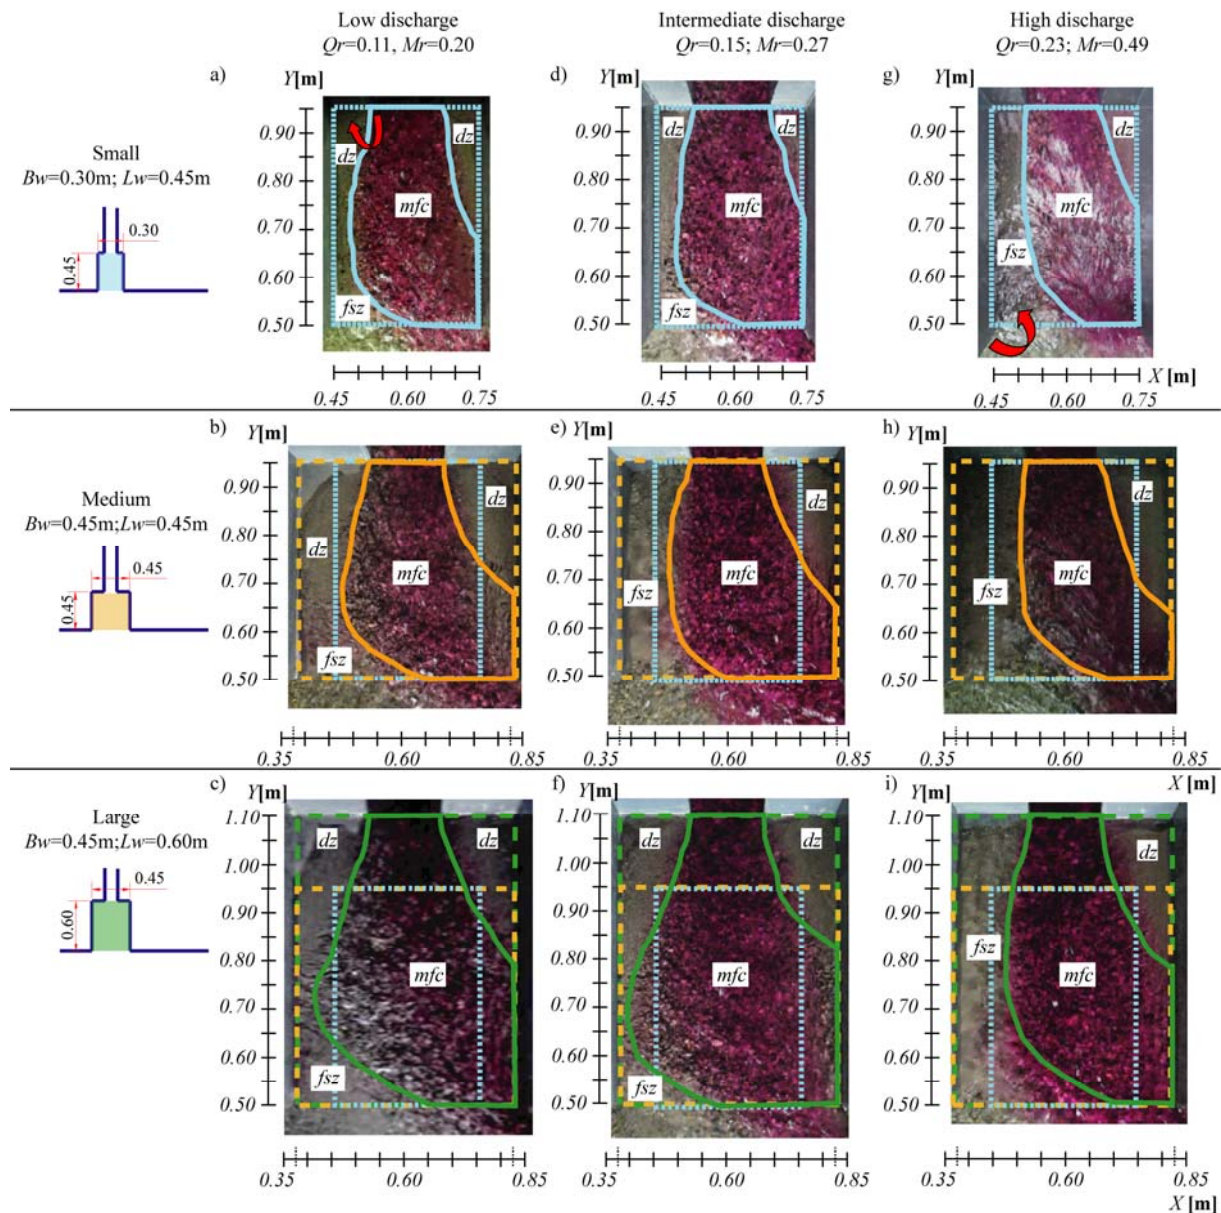 Low discharge
Qr=0.11, Mr=0.20
Intermediate discharge
Qr=0.15; Mr=0.27
High discharge
Qr=0.23; Mr=0.49
Small
Bw=0.30m; Lw=0.45m
0.30
0.45
a)
Y[m]
0.90
0.80
0.70
0.60
0.50
dz
dz
mfc
fsz
0.45
0.60
0.75
d)
Y[m]
0.90
0.80
0.70
0.60
0.50
dz
dz
mfc
fsz
0.45
0.60
0.75
g)
Y[m]
0.90
0.80
0.70
0.60
0.50
dz
mfc
fsz
X [m]
0.45
0.60
0.75
Medium
Bw=0.45m;Lw=0.45m
0.45
0.45
b)
Y[m]
0.90
0.80
0.70
0.60
0.50
dz
dz
mfc
fsz
0.35
0.60
0.85
e)
Y[m]
0.90
0.80
0.70
0.60
0.50
dz
mfc
fsz
0.35
0.60
0.85
h)
Y[m]
0.90
0.80
0.70
0.60
0.50
dz
mfc
fsz
0.35
0.60
0.85
X [m]
Large
Bw=0.45m;Lw=0.60m
0.45
0.60
c)
Y[m]
1.10
1.00
0.90
0.80
0.70
0.60
0.50
dz
dz
mfc
fsz
0.35
0.60
0.85
f)
Y[m]
1.10
1.00
0.90
0.80
0.70
0.60
0.50
dz
dz
mfc
fsz
0.35
0.60
0.85
i)
Y[m]
1.10
1.00
0.90
0.80
0.70
0.60
0.50
dz
fsz
mfc
0.35
0.60
0.85
X [m]